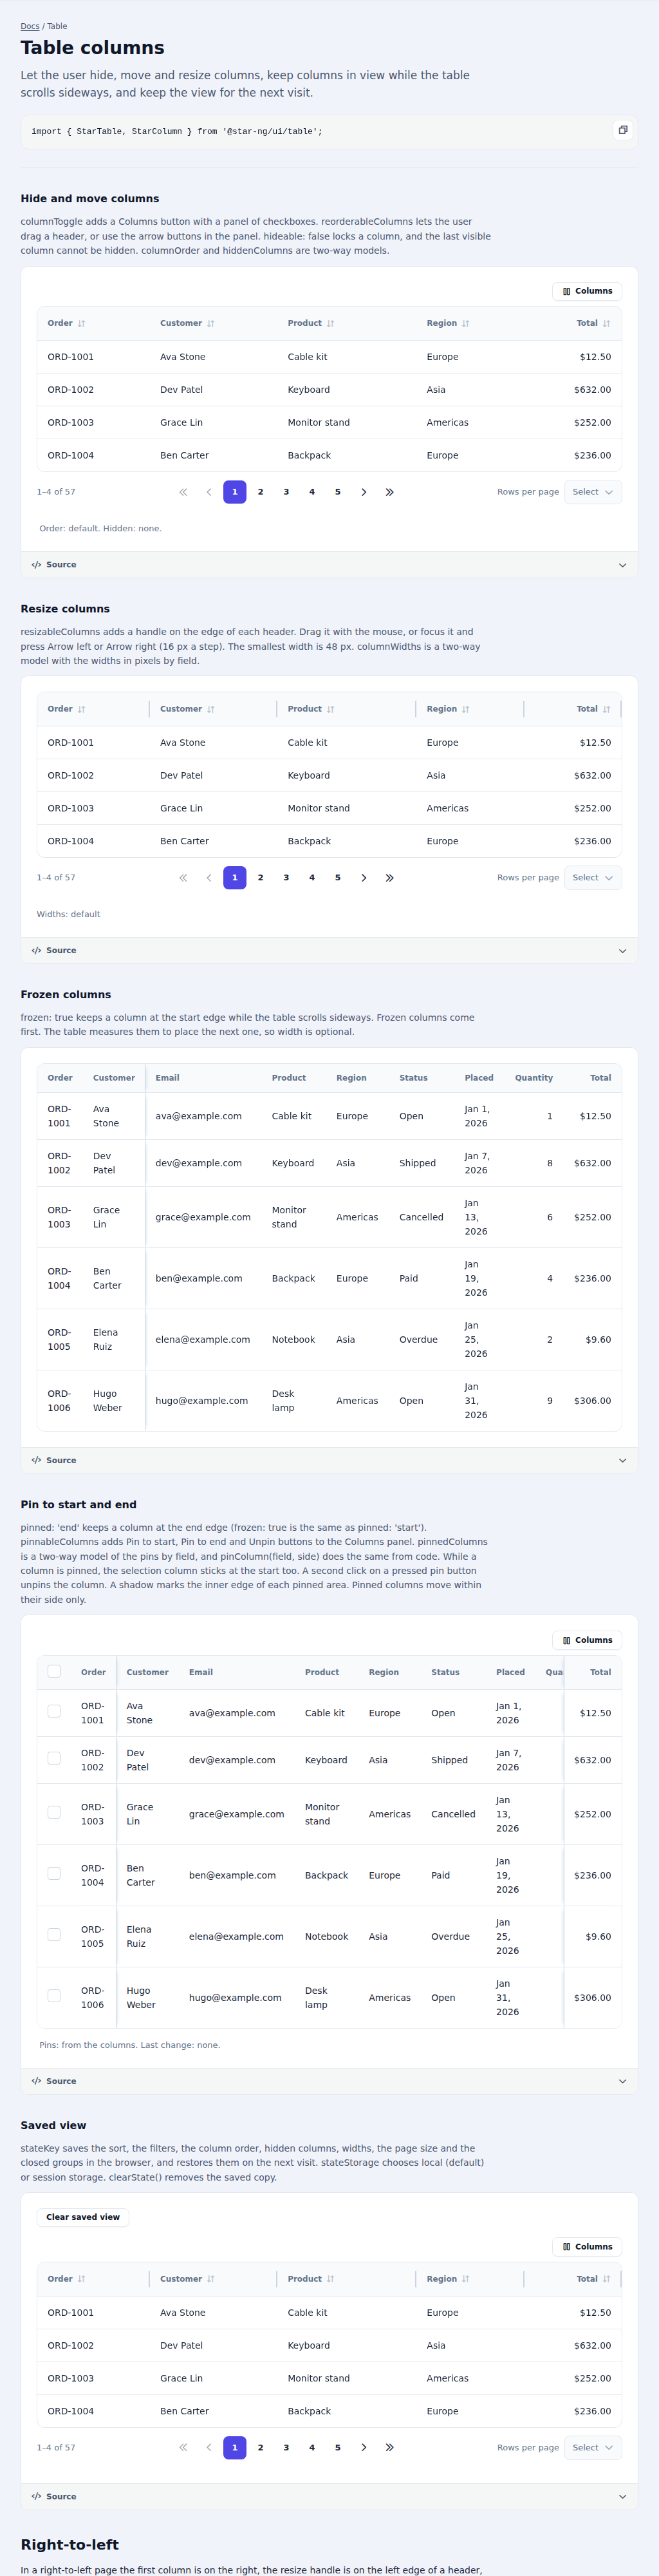 Docs / Table
Table columns
Let the user hide, move and resize columns, keep columns in view while the table
scrolls sideways, and keep the view for the next visit.
import { StarTable, StarColumn } from '@star-ng/ui/table';
Hide and move columns
columnToggle adds a Columns button with a panel of checkboxes. reorderableColumns lets the user
drag a header, or use the arrow buttons in the panel. hideable: false locks a column, and the last visible
column cannot be hidden. columnOrder and hiddenColumns are two-way models.
Columns
Order Customer Product Region Total
ORD-1001 Ava Stone Cable kit Europe $12.50
ORD-1002 Dev Patel Keyboard Asia $632.00
ORD-1003 Grace Lin Monitor stand Americas $252.00
ORD-1004 Ben Carter Backpack Europe $236.00
1–4 of 57 1 2 3 4 5 Rows per page Select
Order: default. Hidden: none.
Source
Resize columns
resizableColumns adds a handle on the edge of each header. Drag it with the mouse, or focus it and
press Arrow left or Arrow right (16 px a step). The smallest width is 48 px. columnWidths is a two-way
model with the widths in pixels by field.
Order Customer Product Region Total
ORD-1001 Ava Stone Cable kit Europe $12.50
ORD-1002 Dev Patel Keyboard Asia $632.00
ORD-1003 Grace Lin Monitor stand Americas $252.00
ORD-1004 Ben Carter Backpack Europe $236.00
1–4 of 57 1 2 3 4 5 Rows per page Select
Widths: default
Source
Frozen columns
frozen: true keeps a column at the start edge while the table scrolls sideways. Frozen columns come
first. The table measures them to place the next one, so width is optional.
Order Customer Email Product Region Status Placed Quantity Total
ORD-1001 Ava Stone ava@example.com Cable kit Europe Open Jan 1, 2026 1 $12.50
ORD-1002 Dev Patel dev@example.com Keyboard Asia Shipped Jan 7, 2026 8 $632.00
ORD-1003 Grace Lin grace@example.com Monitor stand Americas Cancelled Jan 13, 2026 6 $252.00
ORD-1004 Ben Carter ben@example.com Backpack Europe Paid Jan 19, 2026 4 $236.00
ORD-1005 Elena Ruiz elena@example.com Notebook Asia Overdue Jan 25, 2026 2 $9.60
ORD-1006 Hugo Weber hugo@example.com Desk lamp Americas Open Jan 31, 2026 9 $306.00
Source
Pin to start and end
pinned: 'end' keeps a column at the end edge (frozen: true is the same as pinned: 'start').
pinnableColumns adds Pin to start, Pin to end and Unpin buttons to the Columns panel. pinnedColumns
is a two-way model of the pins by field, and pinColumn(field, side) does the same from code. While a
column is pinned, the selection column sticks at the start too. A second click on a pressed pin button
unpins the column. A shadow marks the inner edge of each pinned area. Pinned columns move within
their side only.
Columns
Order Customer Email Product Region Status Placed Qua Total
ORD-1001 Ava Stone ava@example.com Cable kit Europe Open Jan 1, 2026 $12.50
ORD-1002 Dev Patel dev@example.com Keyboard Asia Shipped Jan 7, 2026 $632.00
ORD-1003 Grace Lin grace@example.com Monitor stand Americas Cancelled Jan 13, 2026 $252.00
ORD-1004 Ben Carter ben@example.com Backpack Europe Paid Jan 19, 2026 $236.00
ORD-1005 Elena Ruiz elena@example.com Notebook Asia Overdue Jan 25, 2026 $9.60
ORD-1006 Hugo Weber hugo@example.com Desk lamp Americas Open Jan 31, 2026 $306.00
Pins: from the columns. Last change: none.
Source
Saved view
stateKey saves the sort, the filters, the column order, hidden columns, widths, the page size and the
closed groups in the browser, and restores them on the next visit. stateStorage chooses local (default)
or session storage. clearState() removes the saved copy.
Clear saved view
Columns
Order Customer Product Region Total
ORD-1001 Ava Stone Cable kit Europe $12.50
ORD-1002 Dev Patel Keyboard Asia $632.00
ORD-1003 Grace Lin Monitor stand Americas $252.00
ORD-1004 Ben Carter Backpack Europe $236.00
1–4 of 57 1 2 3 4 5 Rows per page Select
Source
Right-to-left
In a right-to-left page the first column is on the right, the resize handle is on the left edge of a header,